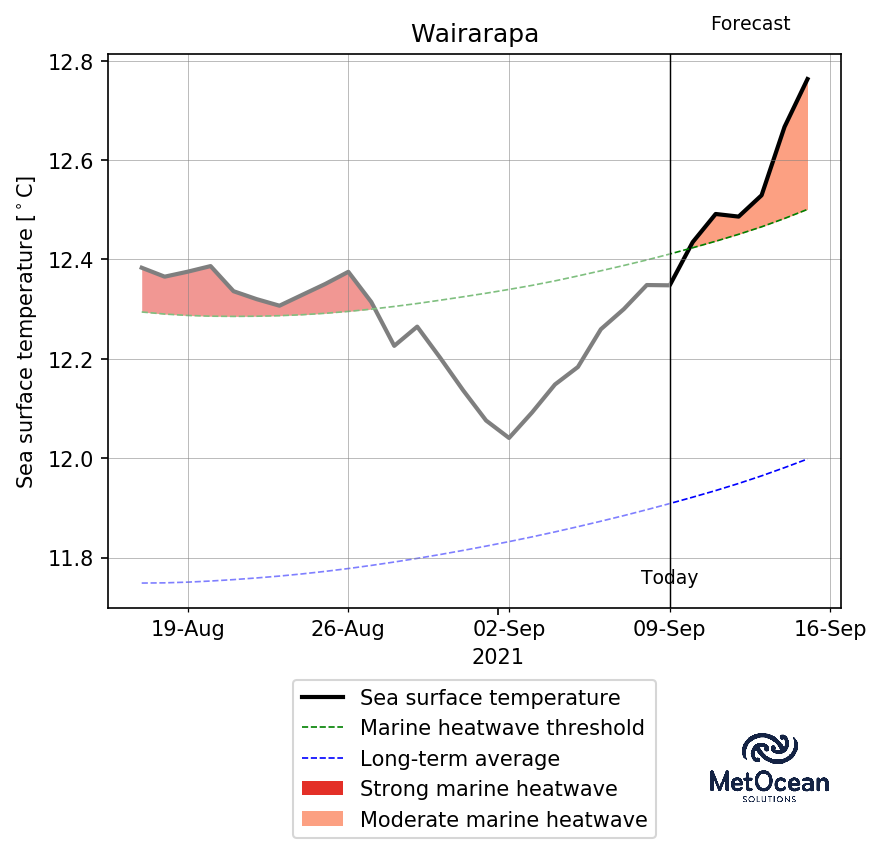 Forecast
Wairarapa
Sea surface temperature [°C]
12.8
12.6
12.4
12.2
12.0
11.8
Today
19-Aug 26-Aug 02-Sep 09-Sep 16-Sep
2021
Sea surface temperature
Marine heatwave threshold
Long-term average
Strong marine heatwave
Moderate marine heatwave
MetOcean
SOLUTIONS